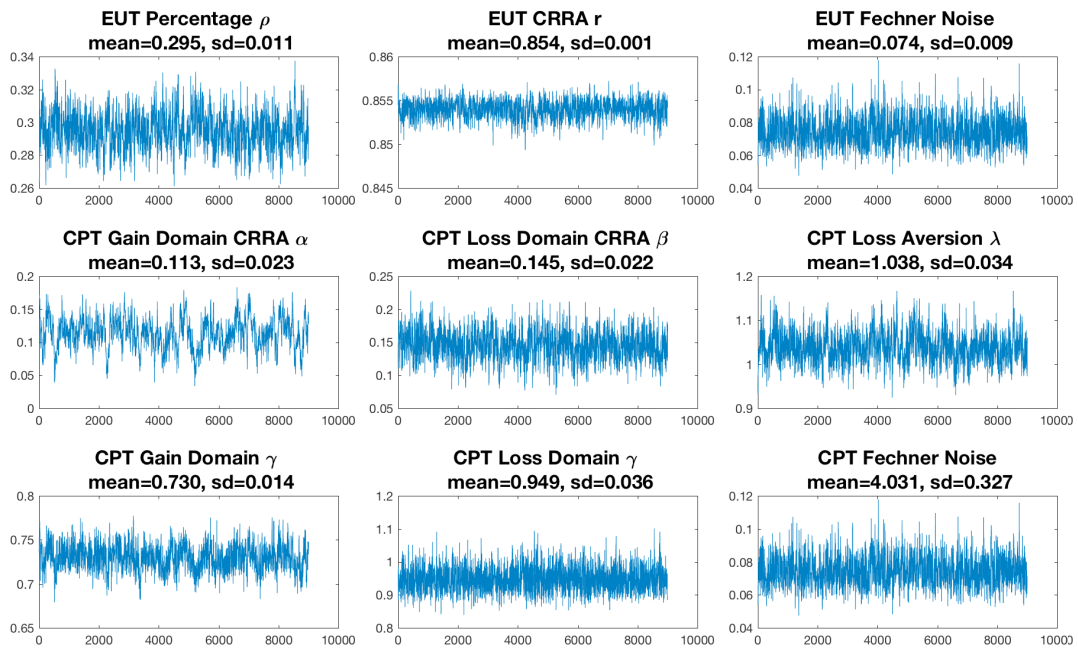 EUT Percentage ρ
mean=0.295, sd=0.011
0.34
0.32
0.3
0.28
0.26
0 2000 4000 6000 8000 10000
EUT CRRA r
mean=0.854, sd=0.001
0.86
0.855
0.85
0.845
0 2000 4000 6000 8000 10000
EUT Fechner Noise
mean=0.074, sd=0.009
0.12
0.1
0.08
0.06
0.04
0 2000 4000 6000 8000 10000
CPT Gain Domain CRRA α
mean=0.113, sd=0.023
0.2
0.15
0.1
0.05
0
0 2000 4000 6000 8000 10000
CPT Loss Domain CRRA β
mean=0.145, sd=0.022
0.25
0.2
0.15
0.1
0.05
0 2000 4000 6000 8000 10000
CPT Loss Aversion λ
mean=1.038, sd=0.034
1.2
1.1
1
0.9
0 2000 4000 6000 8000 10000
CPT Gain Domain γ
mean=0.730, sd=0.014
0.8
0.75
0.7
0.65
0 2000 4000 6000 8000 10000
CPT Loss Domain γ
mean=0.949, sd=0.036
1.2
1.1
1
0.9
0.8
0 2000 4000 6000 8000 10000
CPT Fechner Noise
mean=4.031, sd=0.327
0.12
0.1
0.08
0.06
0.04
0 2000 4000 6000 8000 10000